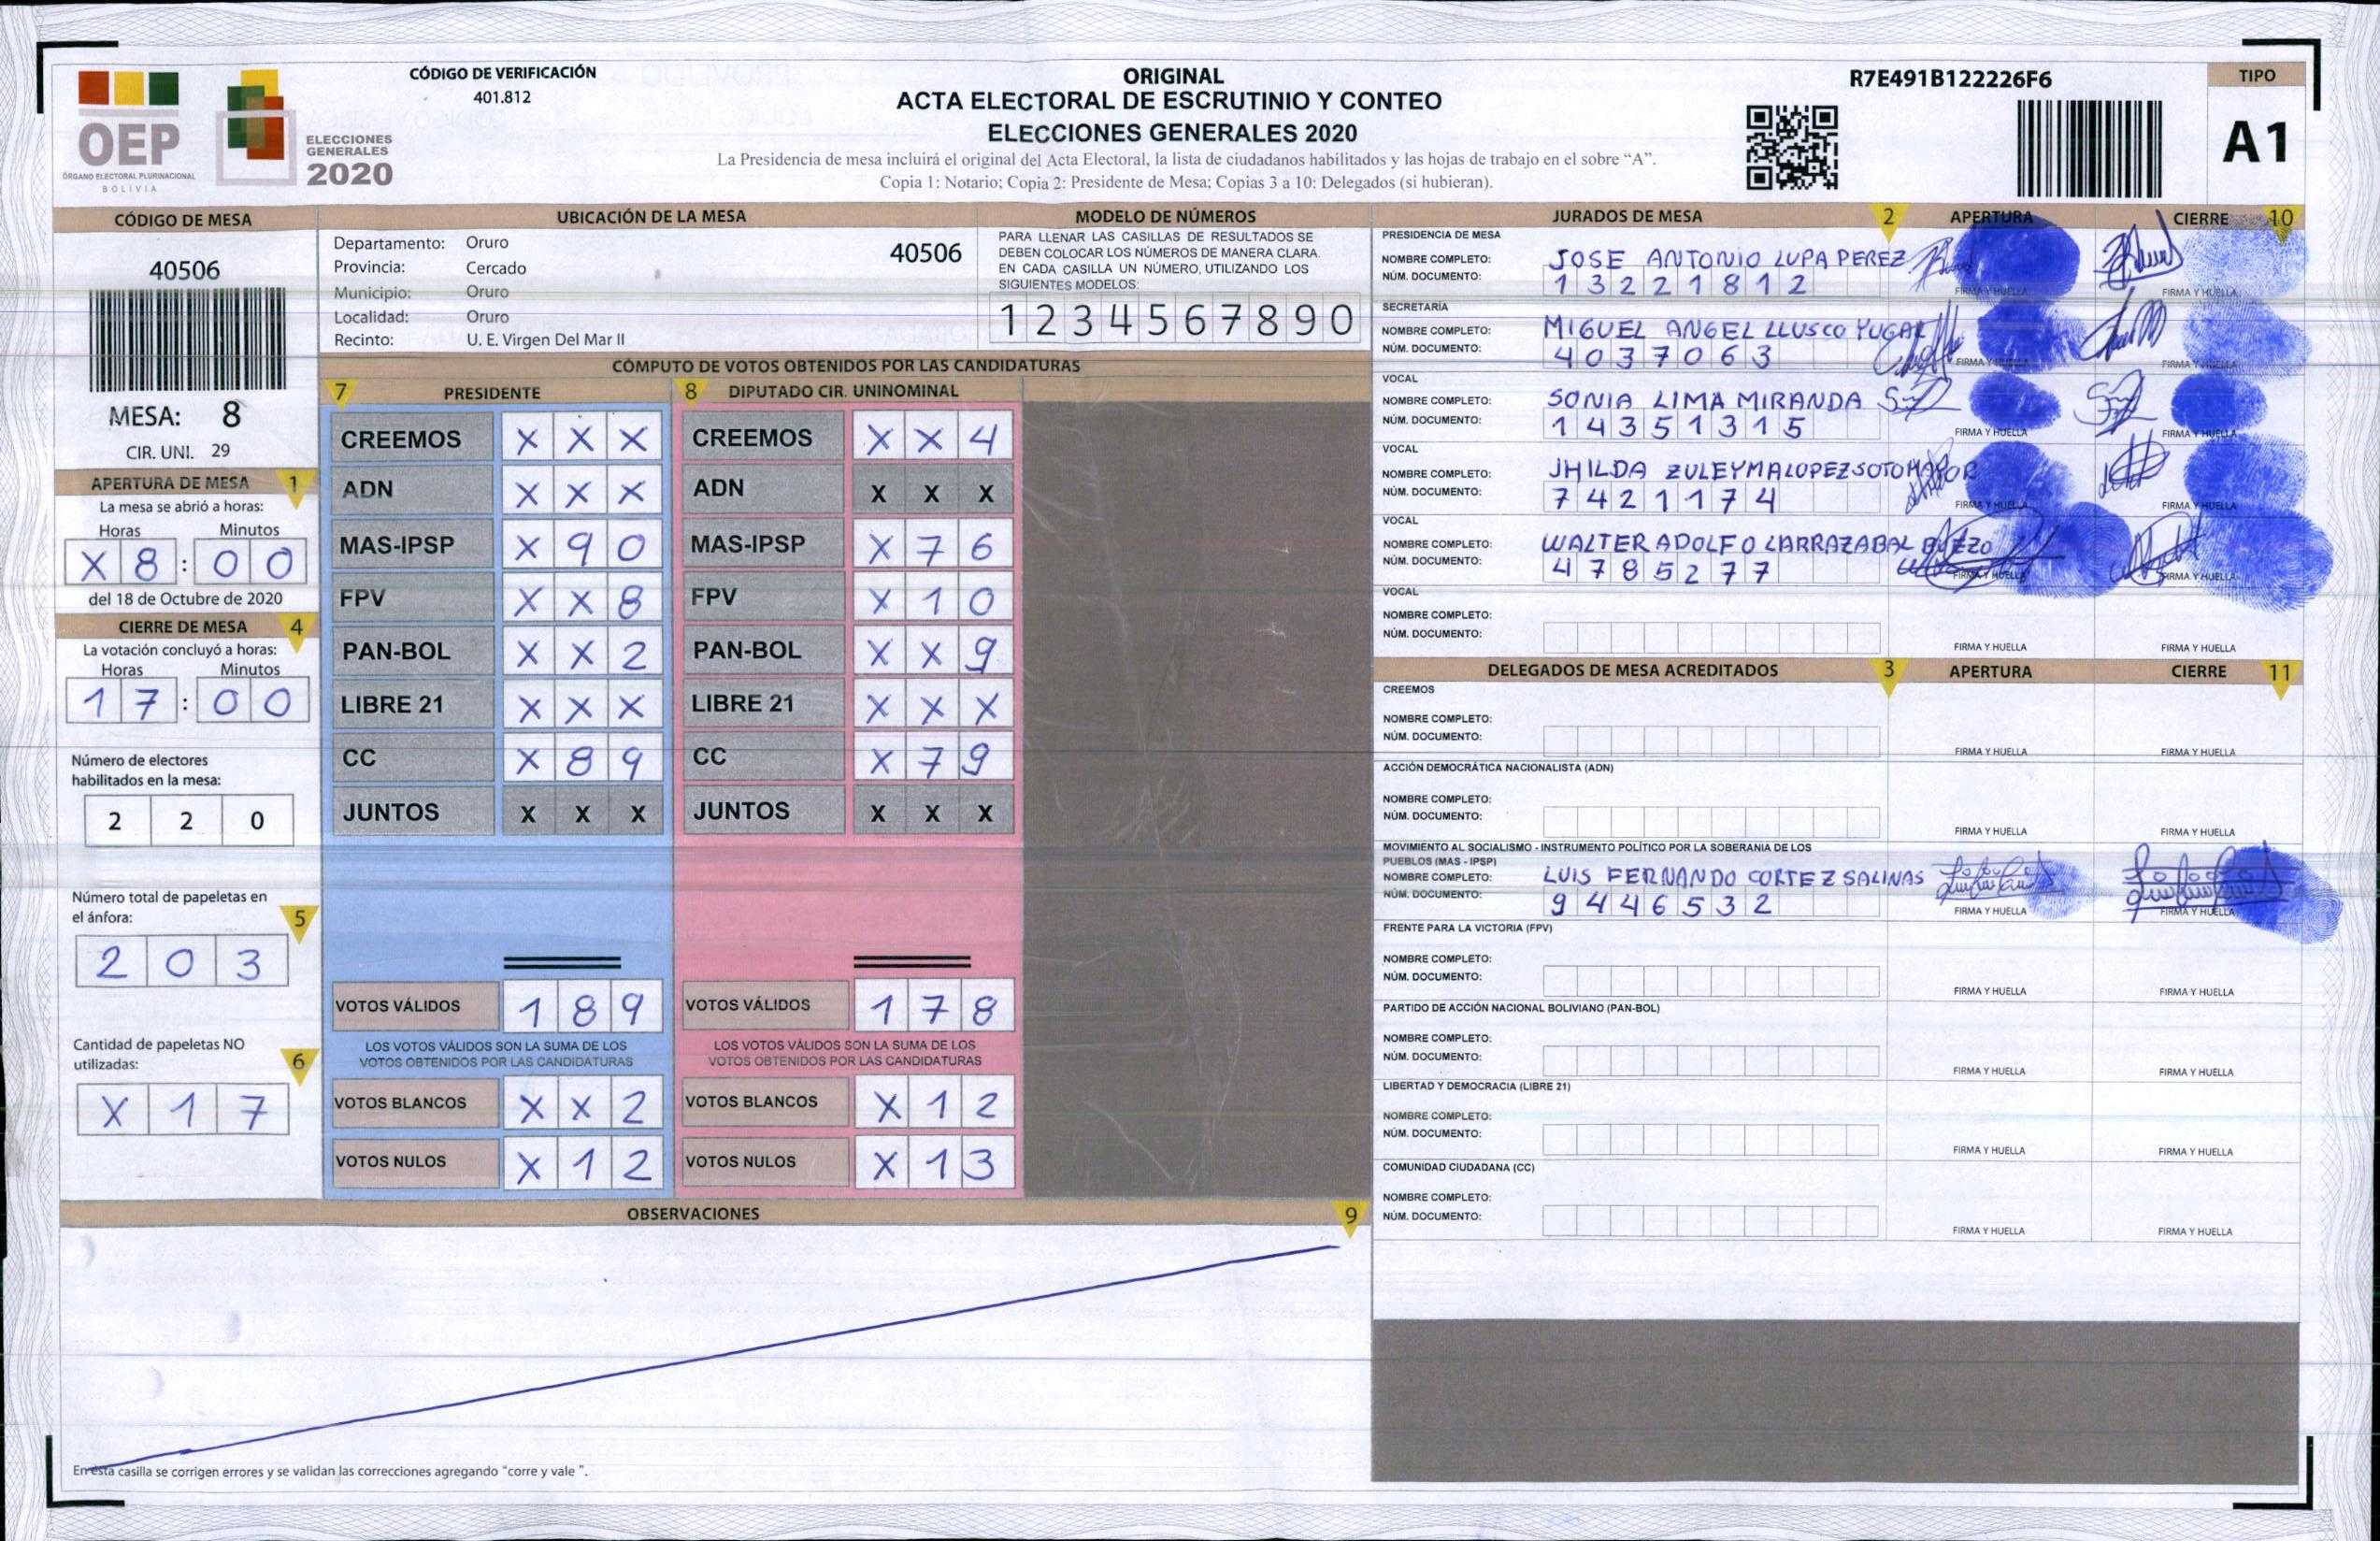 OEP
ÓRGANO ELECTORAL PLURINACIONAL
BOLIVIA
ELECCIONES
GENERALES
2020
CÓDIGO DE VERIFICACIÓN
401.812
ORIGINAL
ACTA ELECTORAL DE ESCRUTINIO Y CONTEO
ELECCIONES GENERALES 2020
La Presidencia de mesa incluirá el original del Acta Electoral, la lista de ciudadanos habilitados y las hojas de trabajo en el sobre “A”.
Copia 1: Notario; Copia 2: Presidente de Mesa; Copias 3 a 10: Delegados (si hubieran).
R7E491B122226F6
TIPO
A1
CÓDIGO DE MESA
40506
MESA: 8
CIR. UNI. 29
APERTURA DE MESA 1
La mesa se abrió a horas:
Horas Minutos
X 8 : 0 0
del 18 de Octubre de 2020
CIERRE DE MESA 4
La votación concluyó a horas:
Horas Minutos
1 7 : 0 0
Número de electores
habilitados en la mesa:
2 2 0
Número total de papeletas en
el ánfora: 5
2 0 3
Cantidad de papeletas NO
utilizadas: 6
X 1 7
UBICACIÓN DE LA MESA
Departamento: Oruro 40506
Provincia: Cercado
Municipio: Oruro
Localidad: Oruro
Recinto: U. E. Virgen Del Mar II
MODELO DE NÚMEROS
PARA LLENAR LAS CASILLAS DE RESULTADOS SE
DEBEN COLOCAR LOS NÚMEROS DE MANERA CLARA.
EN CADA CASILLA UN NÚMERO, UTILIZANDO LOS
SIGUIENTES MODELOS:
1 2 3 4 5 6 7 8 9 0
CÓMPUTO DE VOTOS OBTENIDOS POR LAS CANDIDATURAS
7 PRESIDENTE 8 DIPUTADO CIR. UNINOMINAL
CREEMOS X X X CREEMOS X X 4
ADN X X X ADN X X X
MAS-IPSP X 9 0 MAS-IPSP X 7 6
FPV X X 8 FPV X 1 0
PAN-BOL X X 2 PAN-BOL X X 9
LIBRE 21 X X X LIBRE 21 X X X
CC X 8 9 CC X 7 9
JUNTOS X X X JUNTOS X X X
VOTOS VÁLIDOS 1 8 9 VOTOS VÁLIDOS 1 7 8
LOS VOTOS VÁLIDOS SON LA SUMA DE LOS LOS VOTOS VÁLIDOS SON LA SUMA DE LOS
VOTOS OBTENIDOS POR LAS CANDIDATURAS VOTOS OBTENIDOS POR LAS CANDIDATURAS
VOTOS BLANCOS X X 2 VOTOS BLANCOS X 1 2
VOTOS NULOS X 1 2 VOTOS NULOS X 1 3
OBSERVACIONES 9
En esta casilla se corrigen errores y se validan las correcciones agregando “corre y vale ”.
JURADOS DE MESA 2 APERTURA CIERRE 10
PRESIDENCIA DE MESA
NOMBRE COMPLETO: JOSE ANTONIO LUPA PEREZ
NÚM. DOCUMENTO: 1 3 2 2 1 8 1 2
FIRMA Y HUELLA FIRMA Y HUELLA
SECRETARÍA
NOMBRE COMPLETO: MIGUEL ANGEL LLUSCO YUGAR
NÚM. DOCUMENTO: 4 0 3 7 0 6 3
FIRMA Y HUELLA FIRMA Y HUELLA
VOCAL
NOMBRE COMPLETO: SONIA LIMA MIRANDA
NÚM. DOCUMENTO: 1 4 3 5 1 3 1 5
FIRMA Y HUELLA FIRMA Y HUELLA
VOCAL
NOMBRE COMPLETO: JHILDA ZULEYMA LOPEZ SOTOMAYOR
NÚM. DOCUMENTO: 7 4 2 1 1 7 4
FIRMA Y HUELLA FIRMA Y HUELLA
VOCAL
NOMBRE COMPLETO: WALTER ADOLFO LARRAZABAL
NÚM. DOCUMENTO: 4 7 8 5 2 7 7
FIRMA Y HUELLA FIRMA Y HUELLA
VOCAL
NOMBRE COMPLETO:
NÚM. DOCUMENTO:
FIRMA Y HUELLA FIRMA Y HUELLA
DELEGADOS DE MESA ACREDITADOS 3 APERTURA CIERRE 11
CREEMOS
NOMBRE COMPLETO:
NÚM. DOCUMENTO:
FIRMA Y HUELLA FIRMA Y HUELLA
ACCIÓN DEMOCRÁTICA NACIONALISTA (ADN)
NOMBRE COMPLETO:
NÚM. DOCUMENTO:
FIRMA Y HUELLA FIRMA Y HUELLA
MOVIMIENTO AL SOCIALISMO - INSTRUMENTO POLÍTICO POR LA SOBERANIA DE LOS
PUEBLOS (MAS - IPSP)
NOMBRE COMPLETO: LUIS FERNANDO CORTEZ SALINAS
NÚM. DOCUMENTO: 9 4 4 6 5 3 2
FIRMA Y HUELLA FIRMA Y HUELLA
FRENTE PARA LA VICTORIA (FPV)
NOMBRE COMPLETO:
NÚM. DOCUMENTO:
FIRMA Y HUELLA FIRMA Y HUELLA
PARTIDO DE ACCIÓN NACIONAL BOLIVIANO (PAN-BOL)
NOMBRE COMPLETO:
NÚM. DOCUMENTO:
FIRMA Y HUELLA FIRMA Y HUELLA
LIBERTAD Y DEMOCRACIA (LIBRE 21)
NOMBRE COMPLETO:
NÚM. DOCUMENTO:
FIRMA Y HUELLA FIRMA Y HUELLA
COMUNIDAD CIUDADANA (CC)
NOMBRE COMPLETO:
NÚM. DOCUMENTO:
FIRMA Y HUELLA FIRMA Y HUELLA